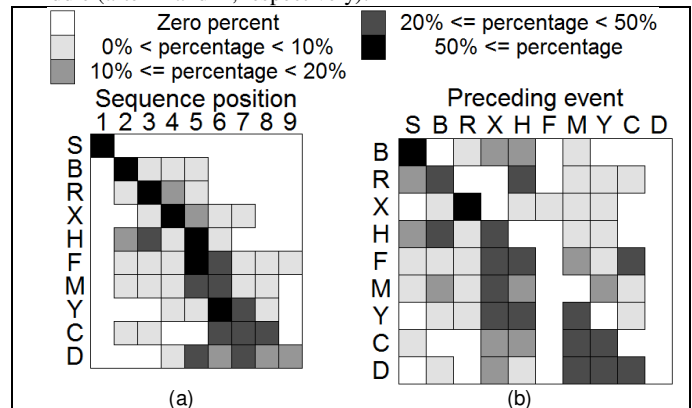 Zero percent
20% <= percentage < 50%
0% < percentage < 10%
50% <= percentage
10% <= percentage < 20%
Sequence position
1 2 3 4 5 6 7 8 9
S
B
R
X
H
F
M
Y
C
D
(a)
Preceding event
S B R X H F M Y C D
B
R
X
H
F
M
Y
C
D
(b)